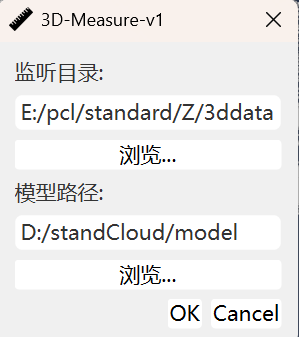 3D-Measure-v1
监听目录:
E:/pcl/standard/Z/3ddata
浏览...
模型路径:
D:/standCloud/model
浏览...
OK Cancel